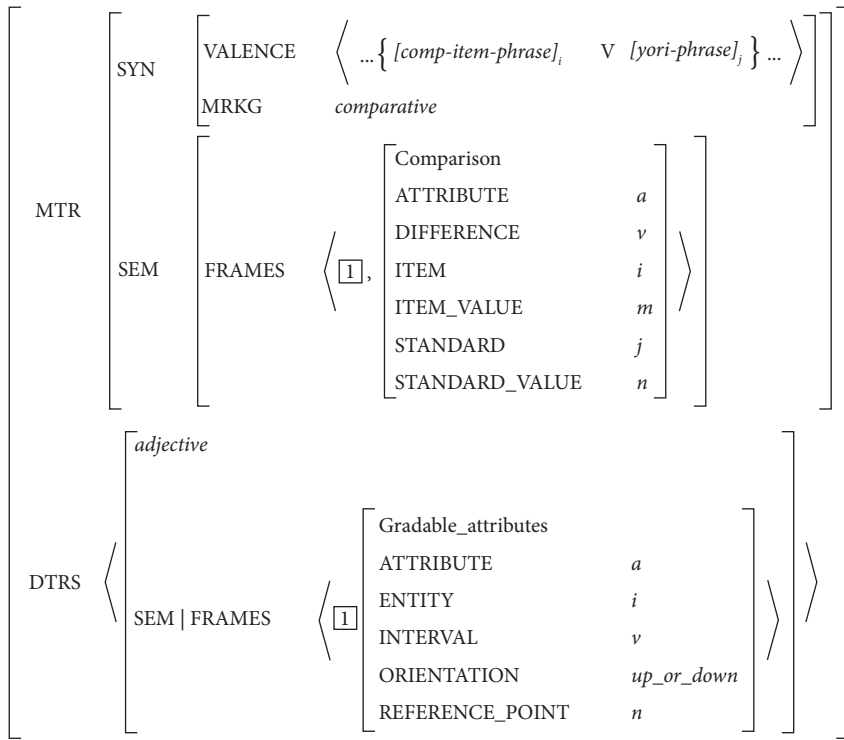 VALENCE ⟨ ...{ [comp-item-phrase]i V [yori-phrase]j } ... ⟩
SYN
MRKG comparative
Comparison
ATTRIBUTE a
MTR
DIFFERENCE v
SEM FRAMES ⟨ 1 , ITEM i ⟩
ITEM_VALUE m
STANDARD j
STANDARD_VALUE n
adjective
Gradable_attributes
ATTRIBUTE a
DTRS ⟨ ENTITY i ⟩
SEM | FRAMES ⟨ 1 INTERVAL v ⟩
ORIENTATION up_or_down
REFERENCE_POINT n